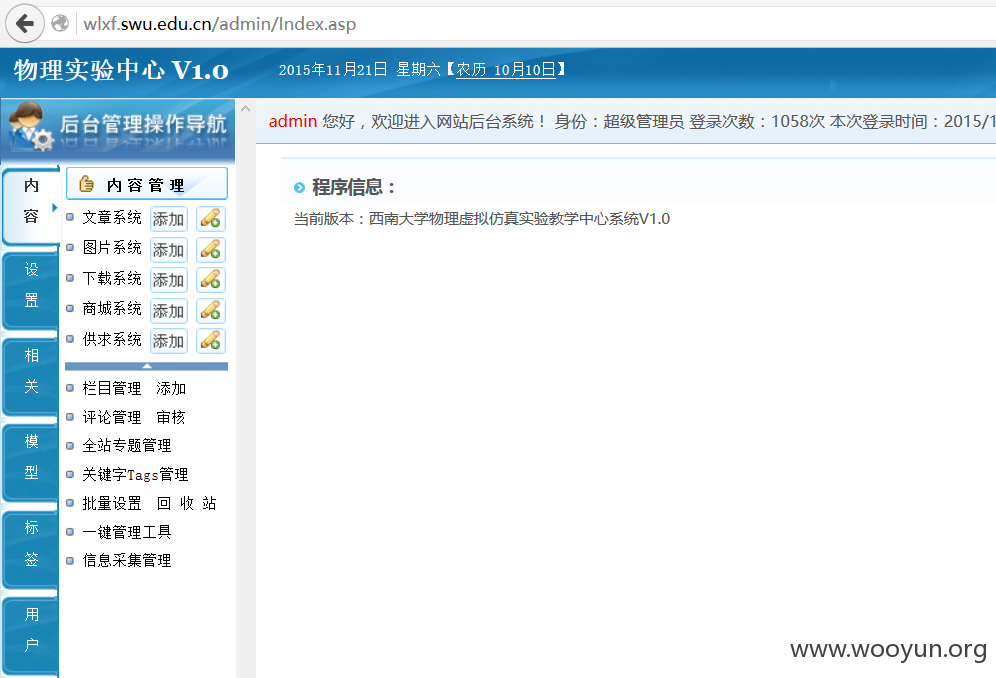 wlxf.swu.edu.cn/admin/Index.asp
物理实验中心 V1.0
2015年11月21日 星期六【农历 10月10日】
后台管理操作导航
admin 您好，欢迎进入网站后台系统！ 身份：超级管理员 登录次数：1058次 本次登录时间：2015/1
内容
设置
相关
模型
标签
用户
内容管理
文章系统 添加
图片系统 添加
下载系统 添加
商城系统 添加
供求系统 添加
栏目管理 添加
评论管理 审核
全站专题管理
关键字Tags管理
批量设置 回 收 站
一键管理工具
信息采集管理
程序信息：
当前版本：西南大学物理虚拟仿真实验教学中心系统V1.0
www.wooyun.org